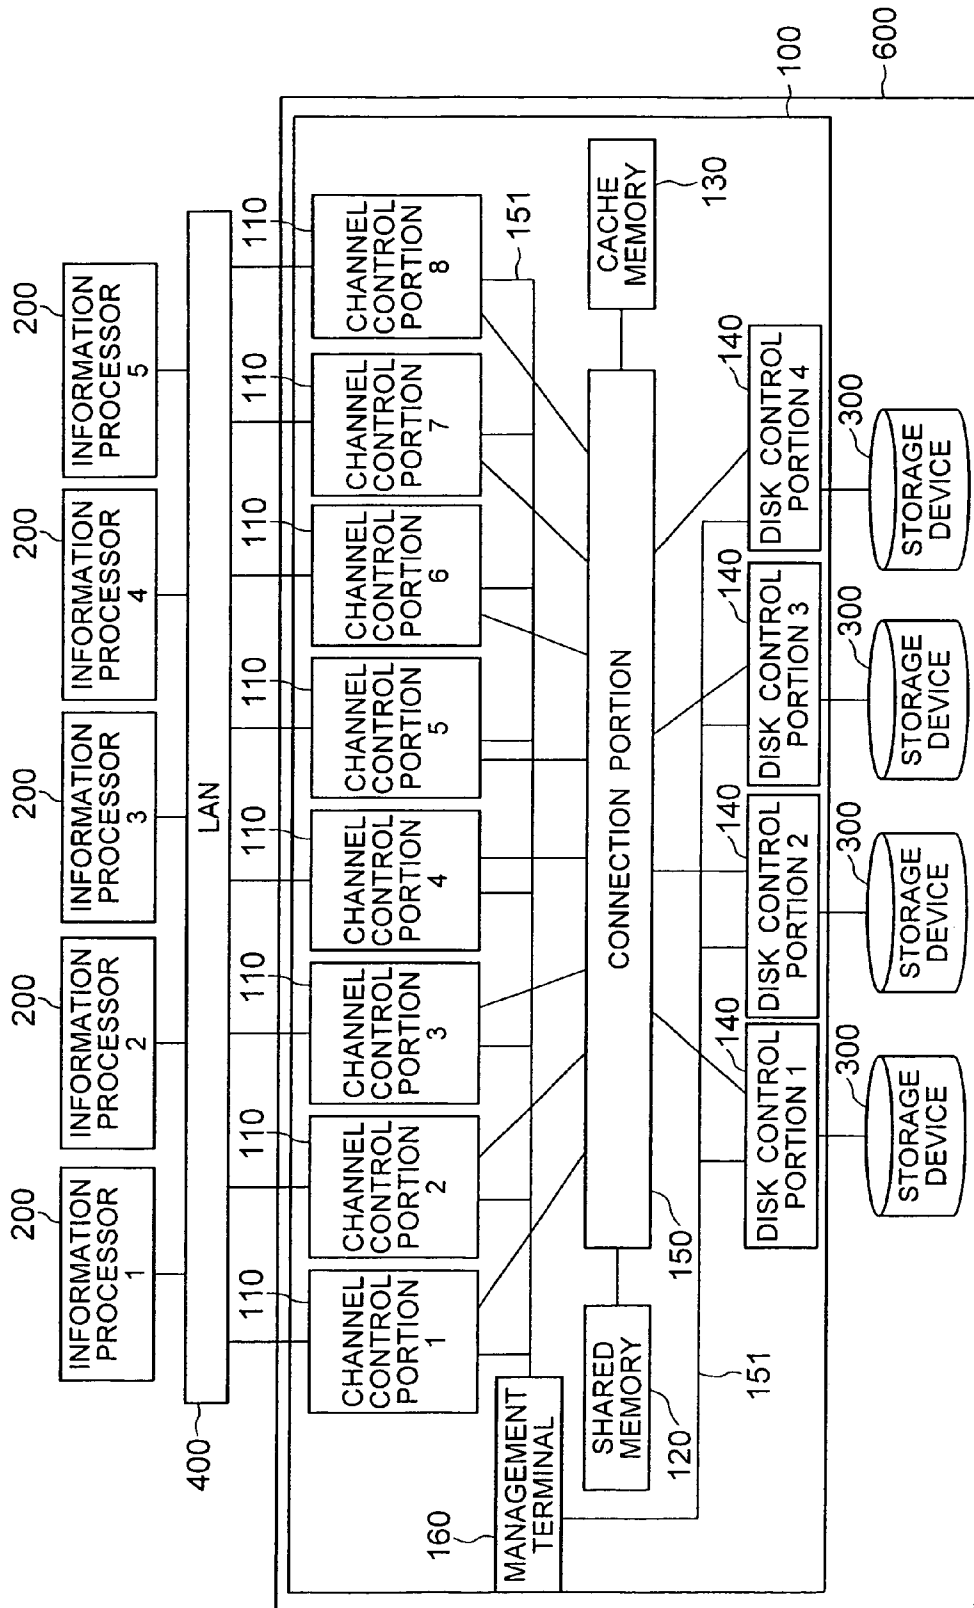 200
INFORMATION
PROCESSOR
1
200
INFORMATION
PROCESSOR
2
200
INFORMATION
PROCESSOR
3
200
INFORMATION
PROCESSOR
4
200
INFORMATION
PROCESSOR
5
400
LAN
110
CHANNEL
CONTROL
PORTION
1
110
CHANNEL
CONTROL
PORTION
2
110
CHANNEL
CONTROL
PORTION
3
110
CHANNEL
CONTROL
PORTION
4
110
CHANNEL
CONTROL
PORTION
5
110
CHANNEL
CONTROL
PORTION
6
110
CHANNEL
CONTROL
PORTION
7
110
CHANNEL
CONTROL
PORTION
8
160
MANAGEMENT
TERMINAL
151
SHARED
MEMORY
120
CONNECTION PORTION
150
CACHE
MEMORY
130
151
140
DISK CONTROL
PORTION 1
140
DISK CONTROL
PORTION 2
140
DISK CONTROL
PORTION 3
140
DISK CONTROL
PORTION 4
100
300
STORAGE
DEVICE
300
STORAGE
DEVICE
300
STORAGE
DEVICE
300
STORAGE
DEVICE
600